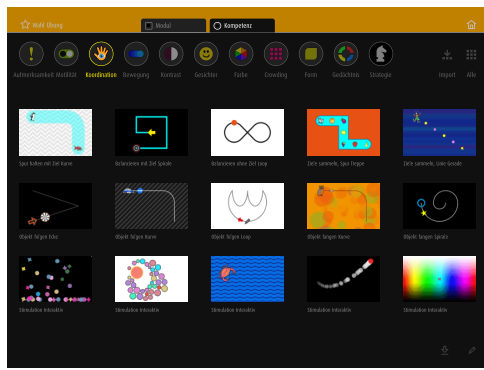 Wahl Übung
Modul
Kompetenz
Aufmerksamkeit Motilität Koordination Bewegung Kontrast Gesichter Farbe Crowding Form Gedächtnis Strategie Import Alle
Spur halten mit Ziel Kurve
Balancieren mit Ziel Spirale
Balancieren ohne Ziel Loop
Ziele sammeln, Spur Treppe
Ziele sammeln, Linie Gerade
Objekt folgen Ecke
Objekt folgen Kurve
Objekt folgen Loop
Objekt fangen Kurve
Objekt fangen Spirale
Stimulation Interaktiv
Stimulation Interaktiv
Stimulation Interaktiv
Stimulation Interaktiv
Stimulation Interaktiv